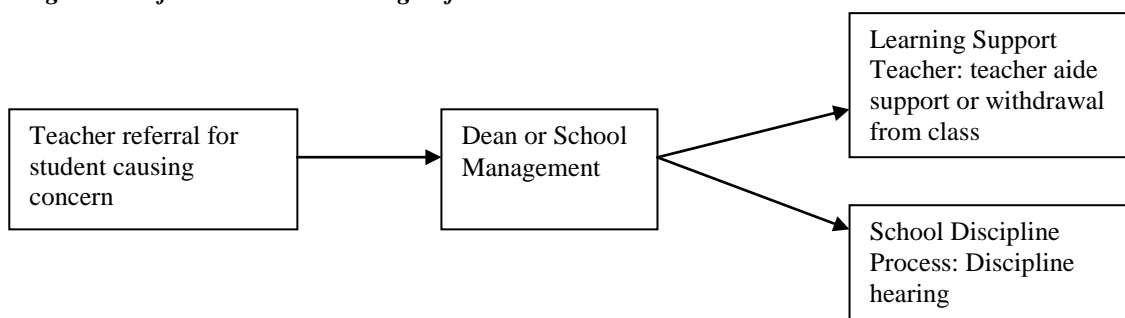 Teacher referral for
student causing
concern
Dean or School
Management
Learning Support
Teacher: teacher aide
support or withdrawal
from class
School Discipline
Process: Discipline
hearing